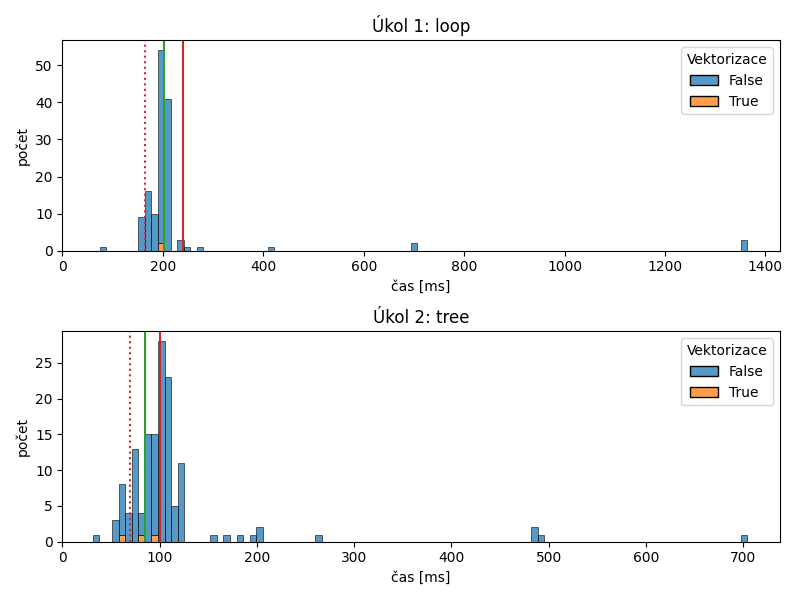 Úkol 1: loop
počet
50
40
30
20
10
0
Vektorizace
False
True
0 200 400 600 800 1000 1200 1400
čas [ms]
Úkol 2: tree
počet
25
20
15
10
5
0
Vektorizace
False
True
0 100 200 300 400 500 600 700
čas [ms]